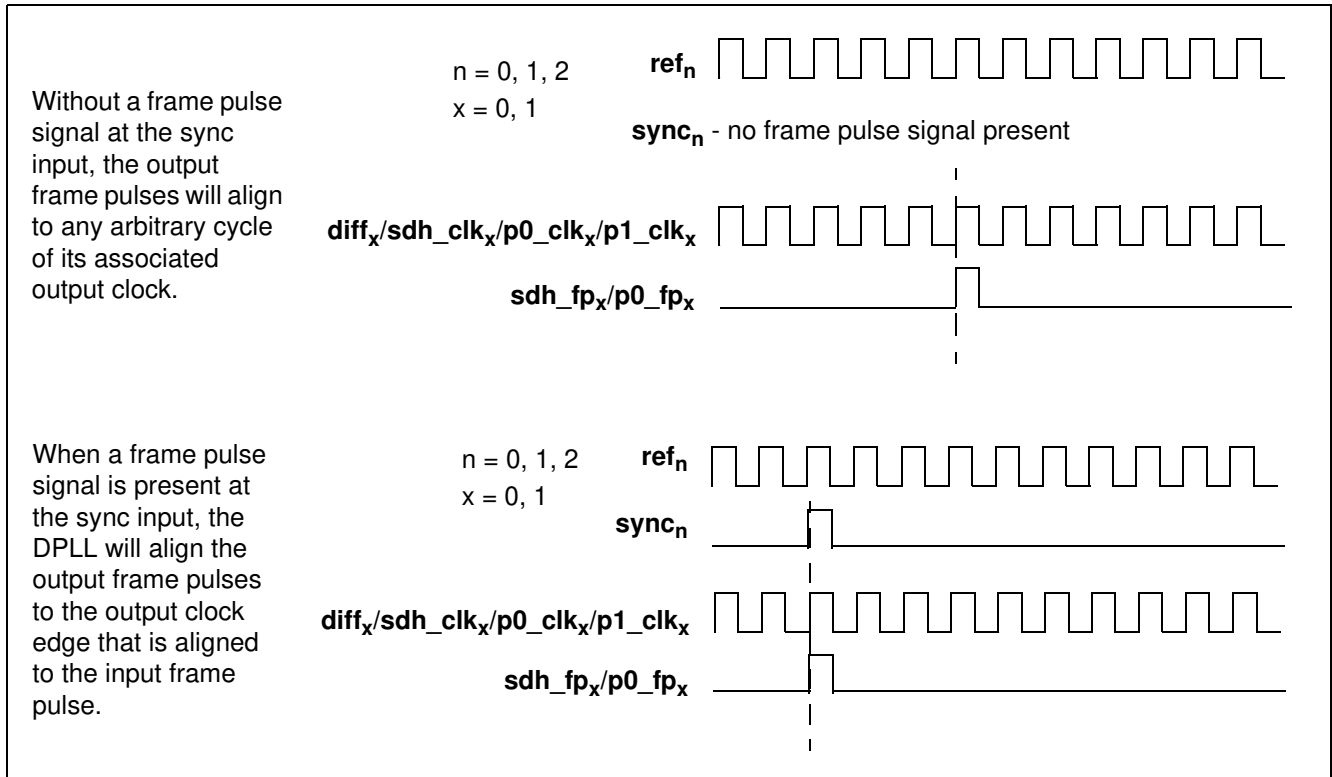 Without a frame pulse
signal at the sync
input, the output
frame pulses will align
to any arbitrary cycle
of its associated
output clock.
n = 0, 1, 2
x = 0, 1
refn
syncn - no frame pulse signal present
diffx/sdh_clkx/p0_clkx/p1_clkx
sdh_fpx/p0_fpx
When a frame pulse
signal is present at
the sync input, the
DPLL will align the
output frame pulses
to the output clock
edge that is aligned
to the input frame
pulse.
n = 0, 1, 2
x = 0, 1
refn
syncn
diffx/sdh_clkx/p0_clkx/p1_clkx
sdh_fpx/p0_fpx